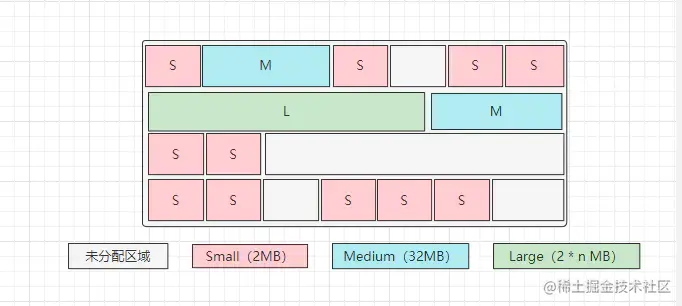 S M S S S
L M
S S
S S S S S
未分配区域 Small（2MB） Medium（32MB） Large（2 * n MB）
@稀土掘金技术社区